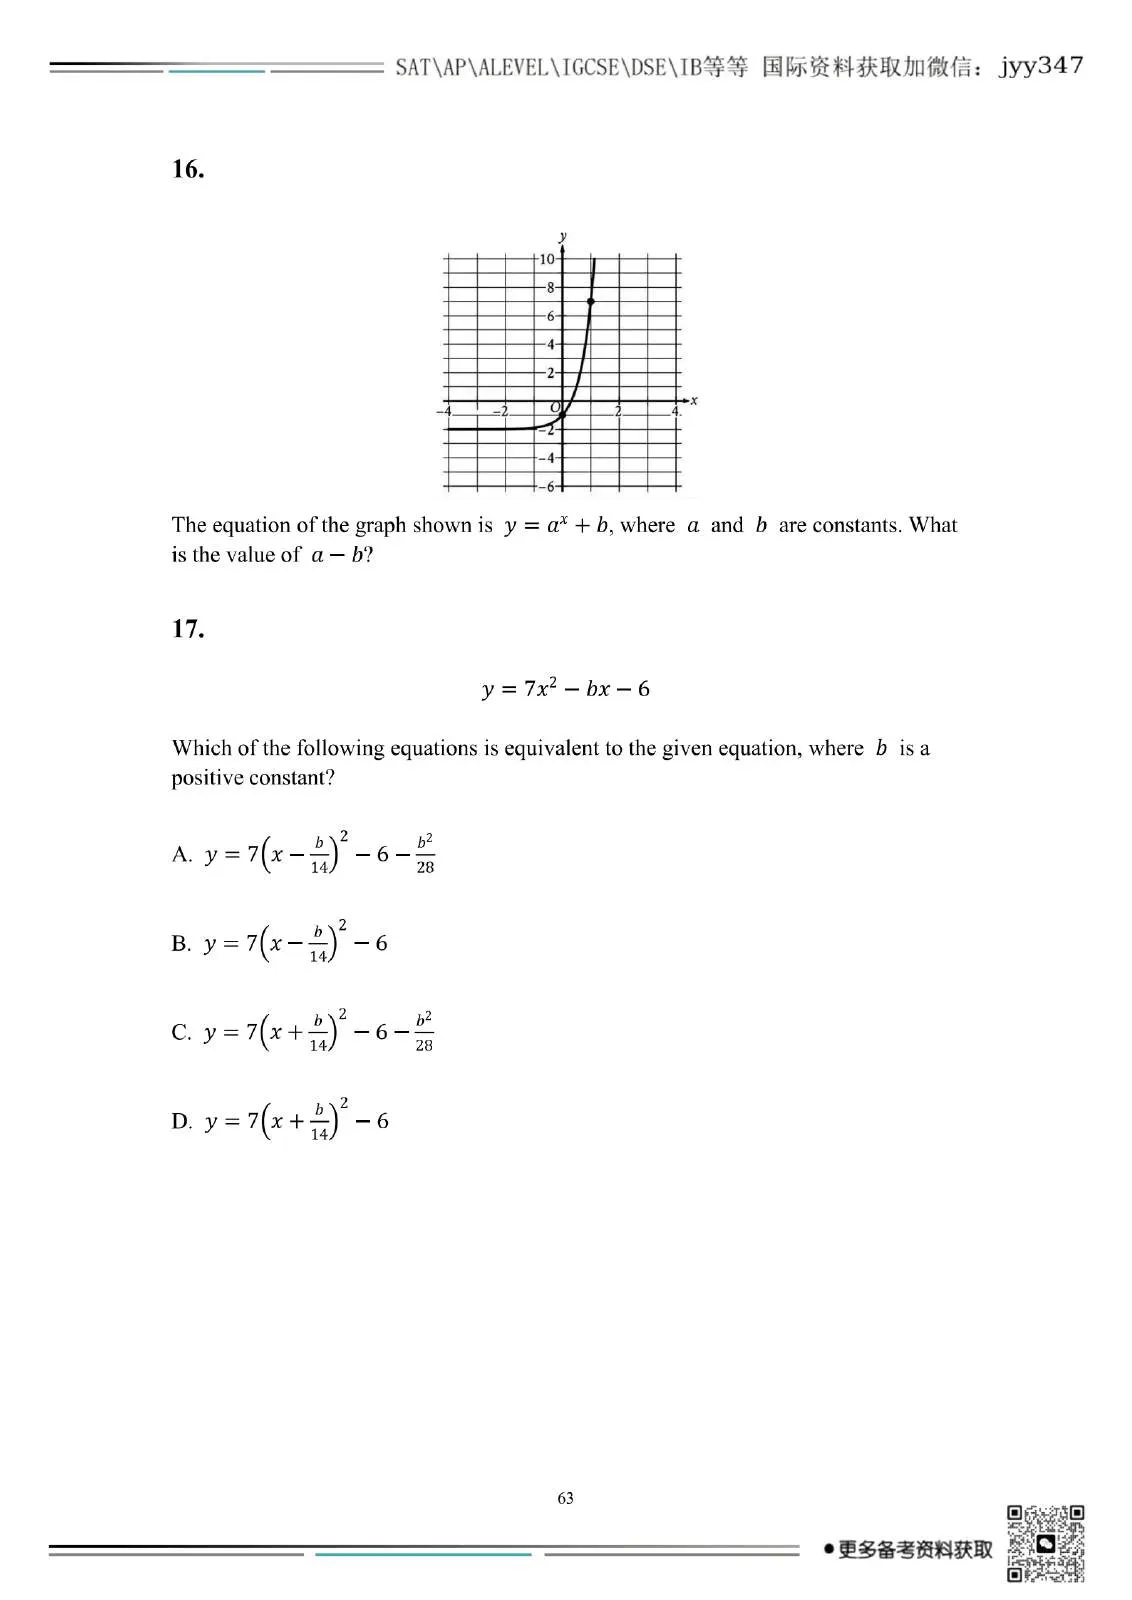 SAT\AP\ALEVEL\IGCSE\DSE\IB等等 国际资料获取加微信：jyy347
16.
y
10
8
6
4
2
O
x
-4
-2
2
4
-2
-4
-6
The equation of the graph shown is y = aˣ + b, where a and b are constants. What
is the value of a − b?
17.
y = 7x² − bx − 6
Which of the following equations is equivalent to the given equation, where b is a
positive constant?
A. y = 7(x − b/14)² − 6 − b²/28
B. y = 7(x − b/14)² − 6
C. y = 7(x + b/14)² − 6 − b²/28
D. y = 7(x + b/14)² − 6
63
●更多备考资料获取